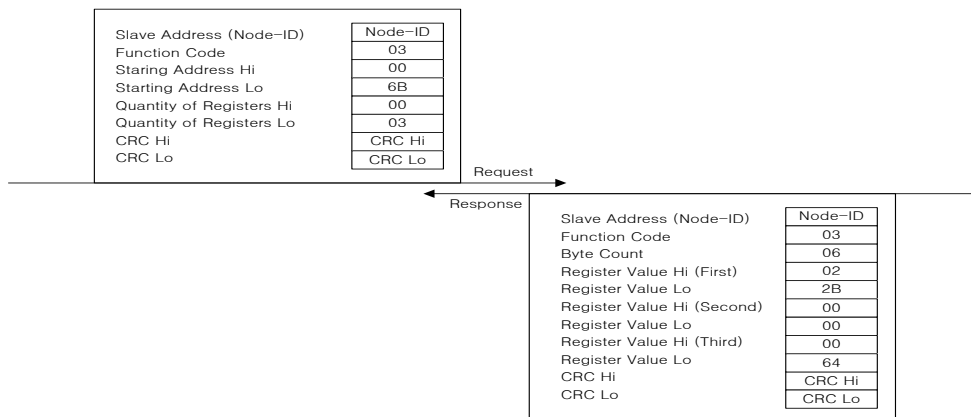 Slave Address (Node-ID) Node-ID
Function Code 03
Staring Address Hi 00
Starting Address Lo 6B
Quantity of Registers Hi 00
Quantity of Registers Lo 03
CRC Hi CRC Hi
CRC Lo CRC Lo
Request
Response
Slave Address (Node-ID) Node-ID
Function Code 03
Byte Count 06
Register Value Hi (First) 02
Register Value Lo 2B
Register Value Hi (Second) 00
Register Value Lo 00
Register Value Hi (Third) 00
Register Value Lo 64
CRC Hi CRC Hi
CRC Lo CRC Lo